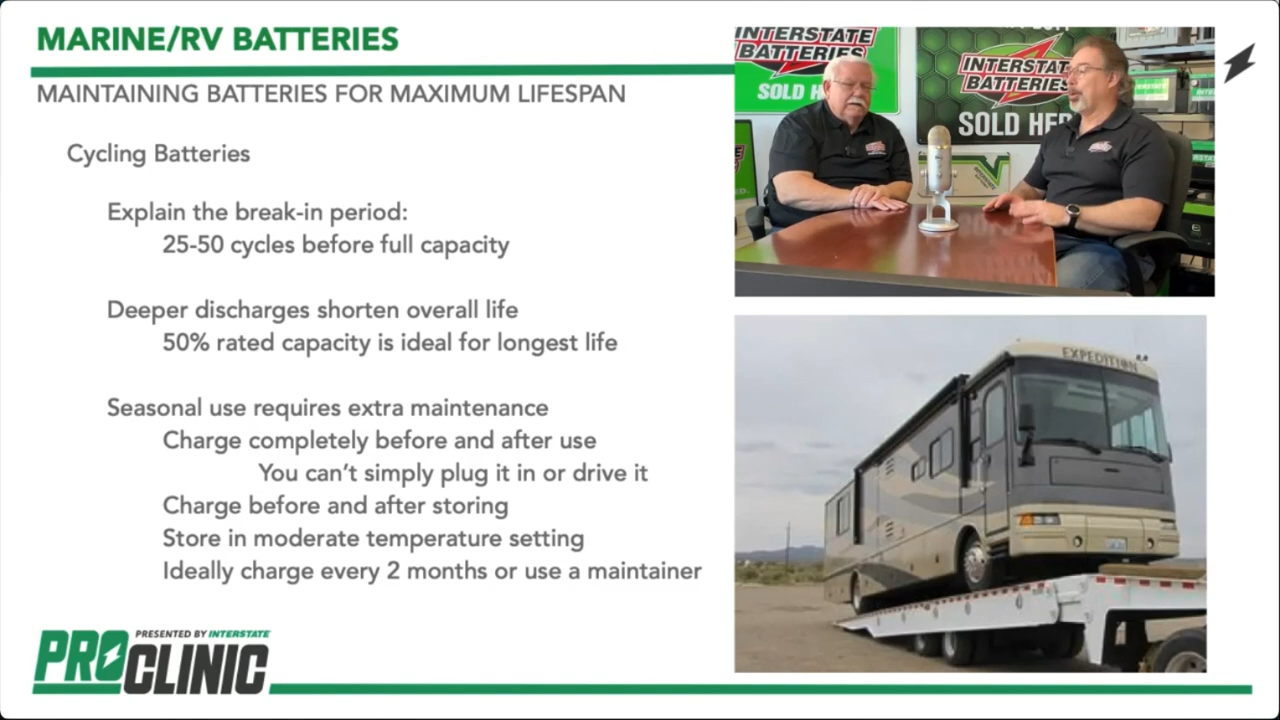 MARINE/RV BATTERIES
MAINTAINING BATTERIES FOR MAXIMUM LIFESPAN
Cycling Batteries
Explain the break-in period:
25-50 cycles before full capacity
Deeper discharges shorten overall life
50% rated capacity is ideal for longest life
Seasonal use requires extra maintenance
Charge completely before and after use
You can't simply plug it in or drive it
Charge before and after storing
Store in moderate temperature setting
Ideally charge every 2 months or use a maintainer
INTERSTATE
BATTERIES
SOLD
INTERSTATE
BATTERIES
SOLD HERE
EXPEDITION
PRO PRESENTED BY INTERSTATE
CLINIC